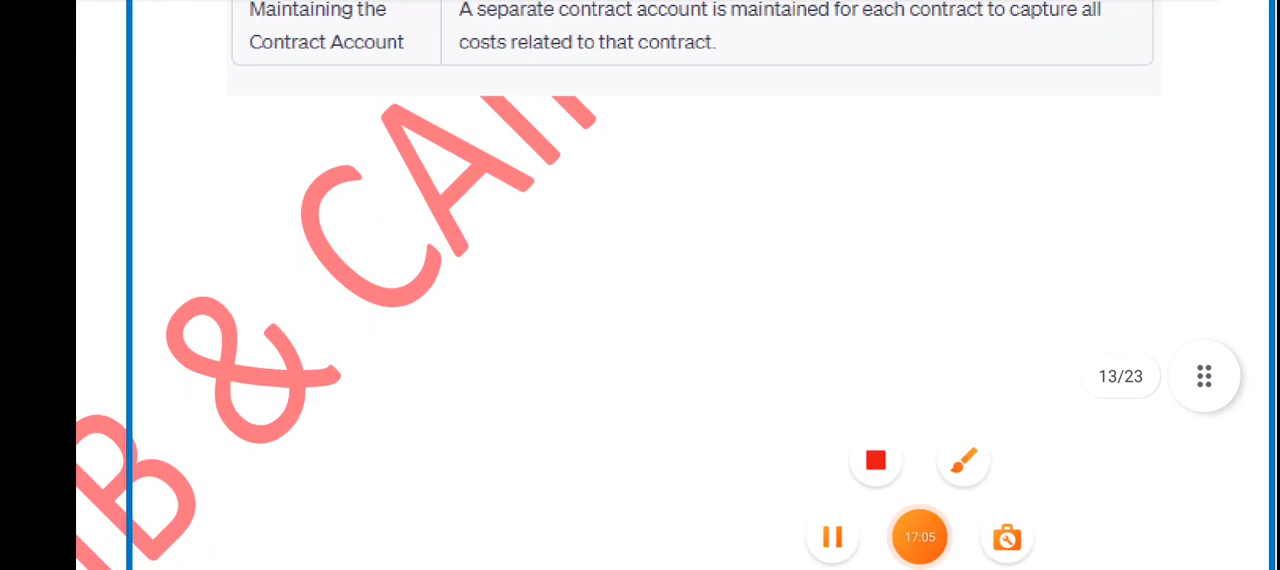 Maintaining the
Contract Account
A separate contract account is maintained for each contract to capture all
costs related to that contract.
B & CAI
13/23
17:05